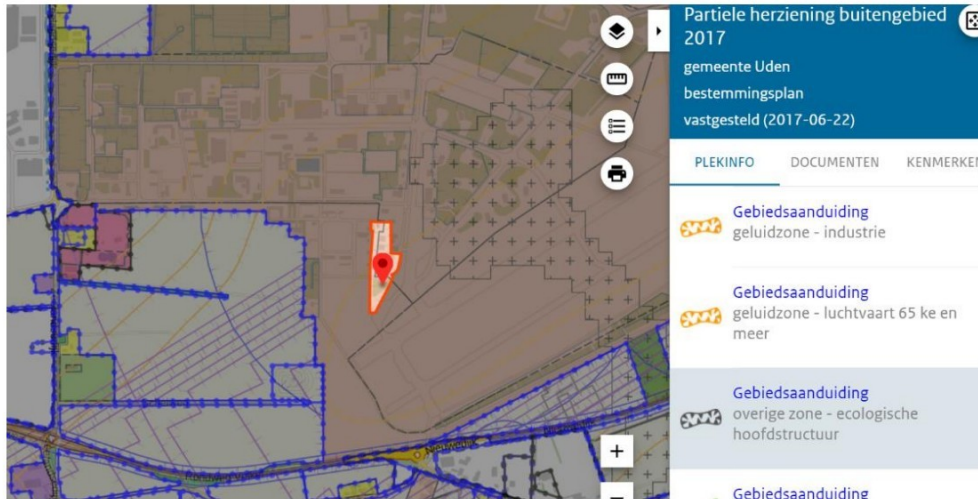 Partiele herziening buitengebied
2017
gemeente Uden
bestemmingsplan
vastgesteld (2017-06-22)
PLEKINFO DOCUMENTEN KENMERKEN
Gebiedsaanduiding
geluidzone - industrie
Gebiedsaanduiding
geluidzone - luchtvaart 65 ke en
meer
Gebiedsaanduiding
overige zone - ecologische
hoofdstructuur
Gebiedsaanduiding